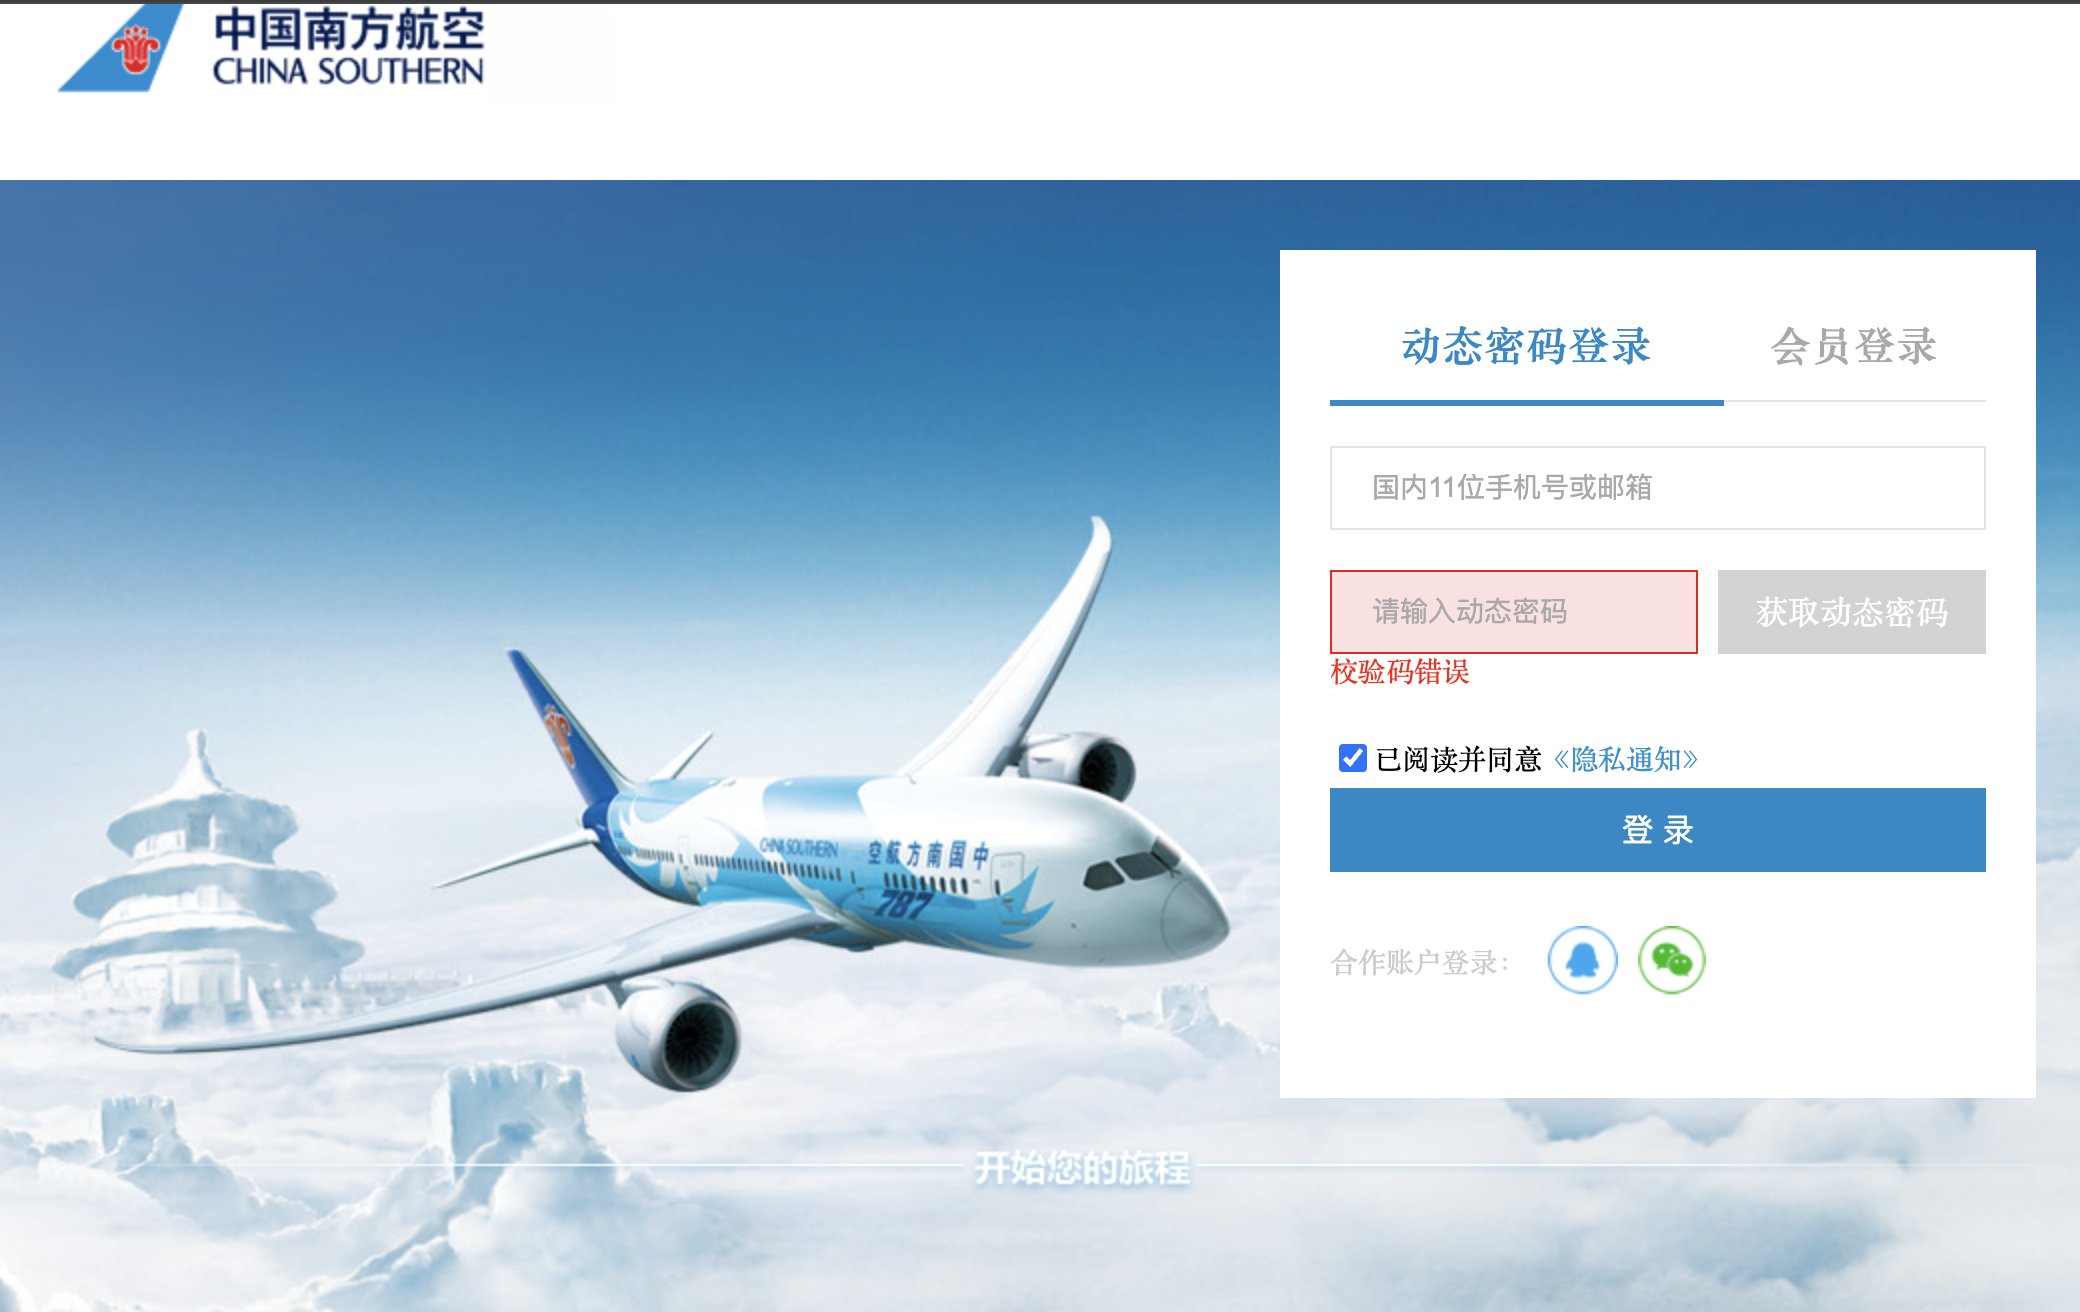 中国南方航空
CHINA SOUTHERN
动态密码登录
会员登录
国内11位手机号或邮箱
请输入动态密码
获取动态密码
校验码错误
已阅读并同意《隐私通知》
登 录
合作账户登录：
CHINA SOUTHERN
空航方南国中
787
开始您的旅程